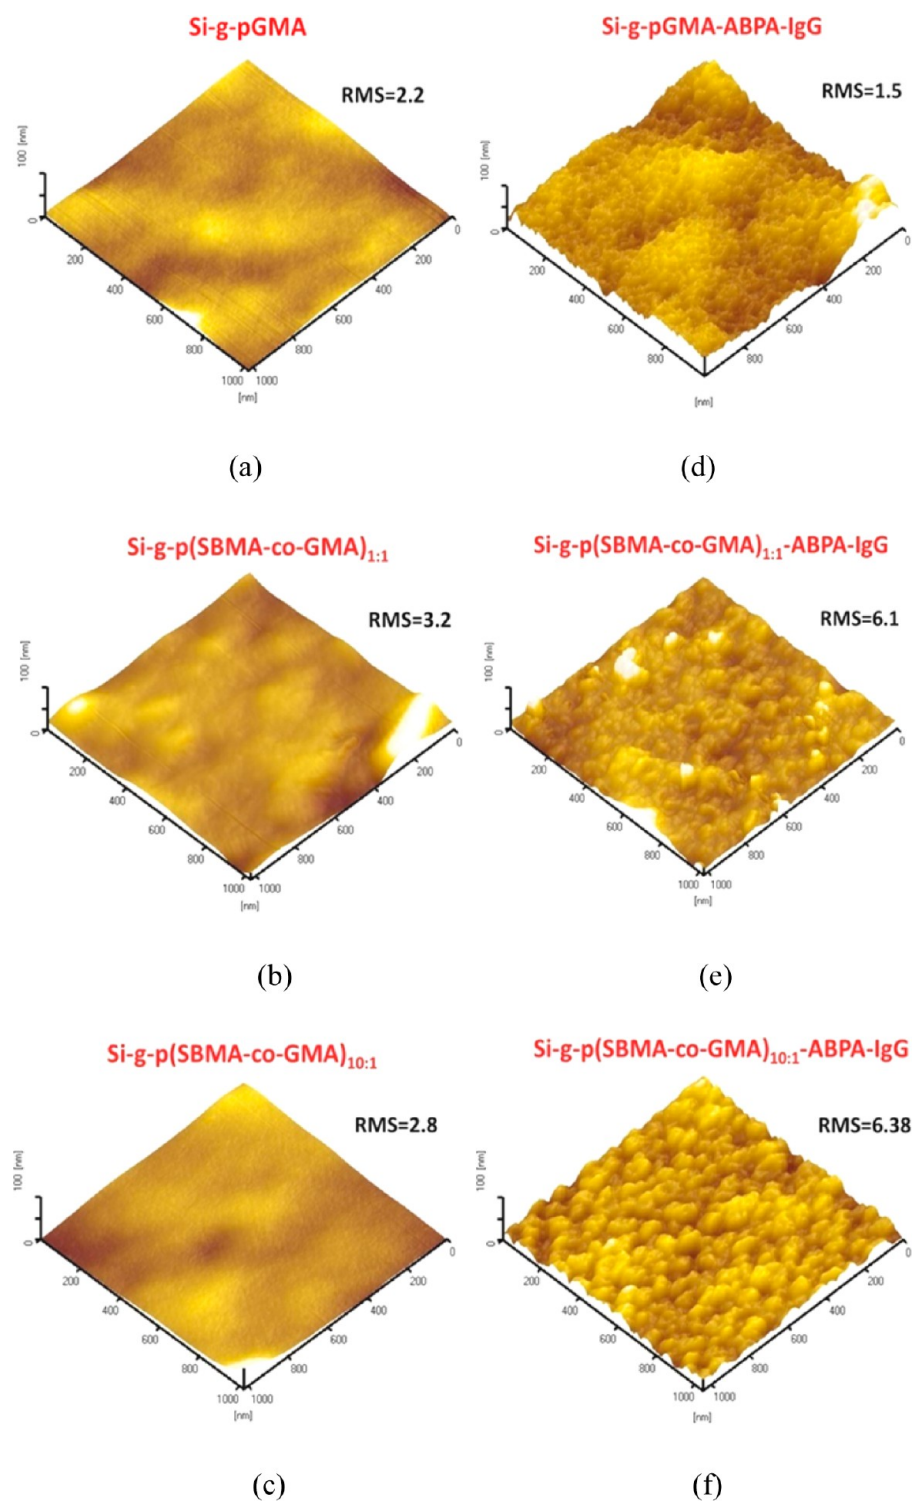 Si-g-pGMA
RMS=2.2
100 [nm]
0
200
400
600
800
1000
[nm]
0
200
400
600
800
1000
(a)
Si-g-pGMA-ABPA-IgG
RMS=1.5
100 [nm]
0
200
400
600
800
[nm]
0
200
400
600
(d)
Si-g-p(SBMA-co-GMA)1:1
RMS=3.2
100 [nm]
0
200
400
600
800
1000
[nm]
0
200
400
600
800
1000
(b)
Si-g-p(SBMA-co-GMA)1:1-ABPA-IgG
RMS=6.1
100 [nm]
0
200
400
600
800
1000
[nm]
0
200
400
600
800
1000
(e)
Si-g-p(SBMA-co-GMA)10:1
RMS=2.8
100 [nm]
0
200
400
600
800
1000
[nm]
0
200
400
600
800
1000
(c)
Si-g-p(SBMA-co-GMA)10:1-ABPA-IgG
RMS=6.38
100 [nm]
0
200
400
600
800
1000
[nm]
0
200
400
600
800
1000
(f)